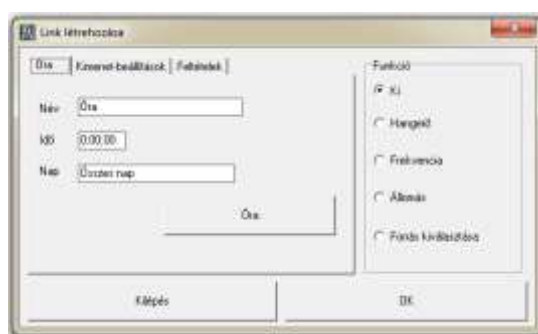 Link létrehozása
Óra
Kimenet-beállítások
Feltételek
Név
Óra
Idő
0:00:00
Nap
Összes nap
Óra
Funkció
Ki
Hangerő
Frekvencia
Állomás
Forrás kiválasztása
Kilépés
OK